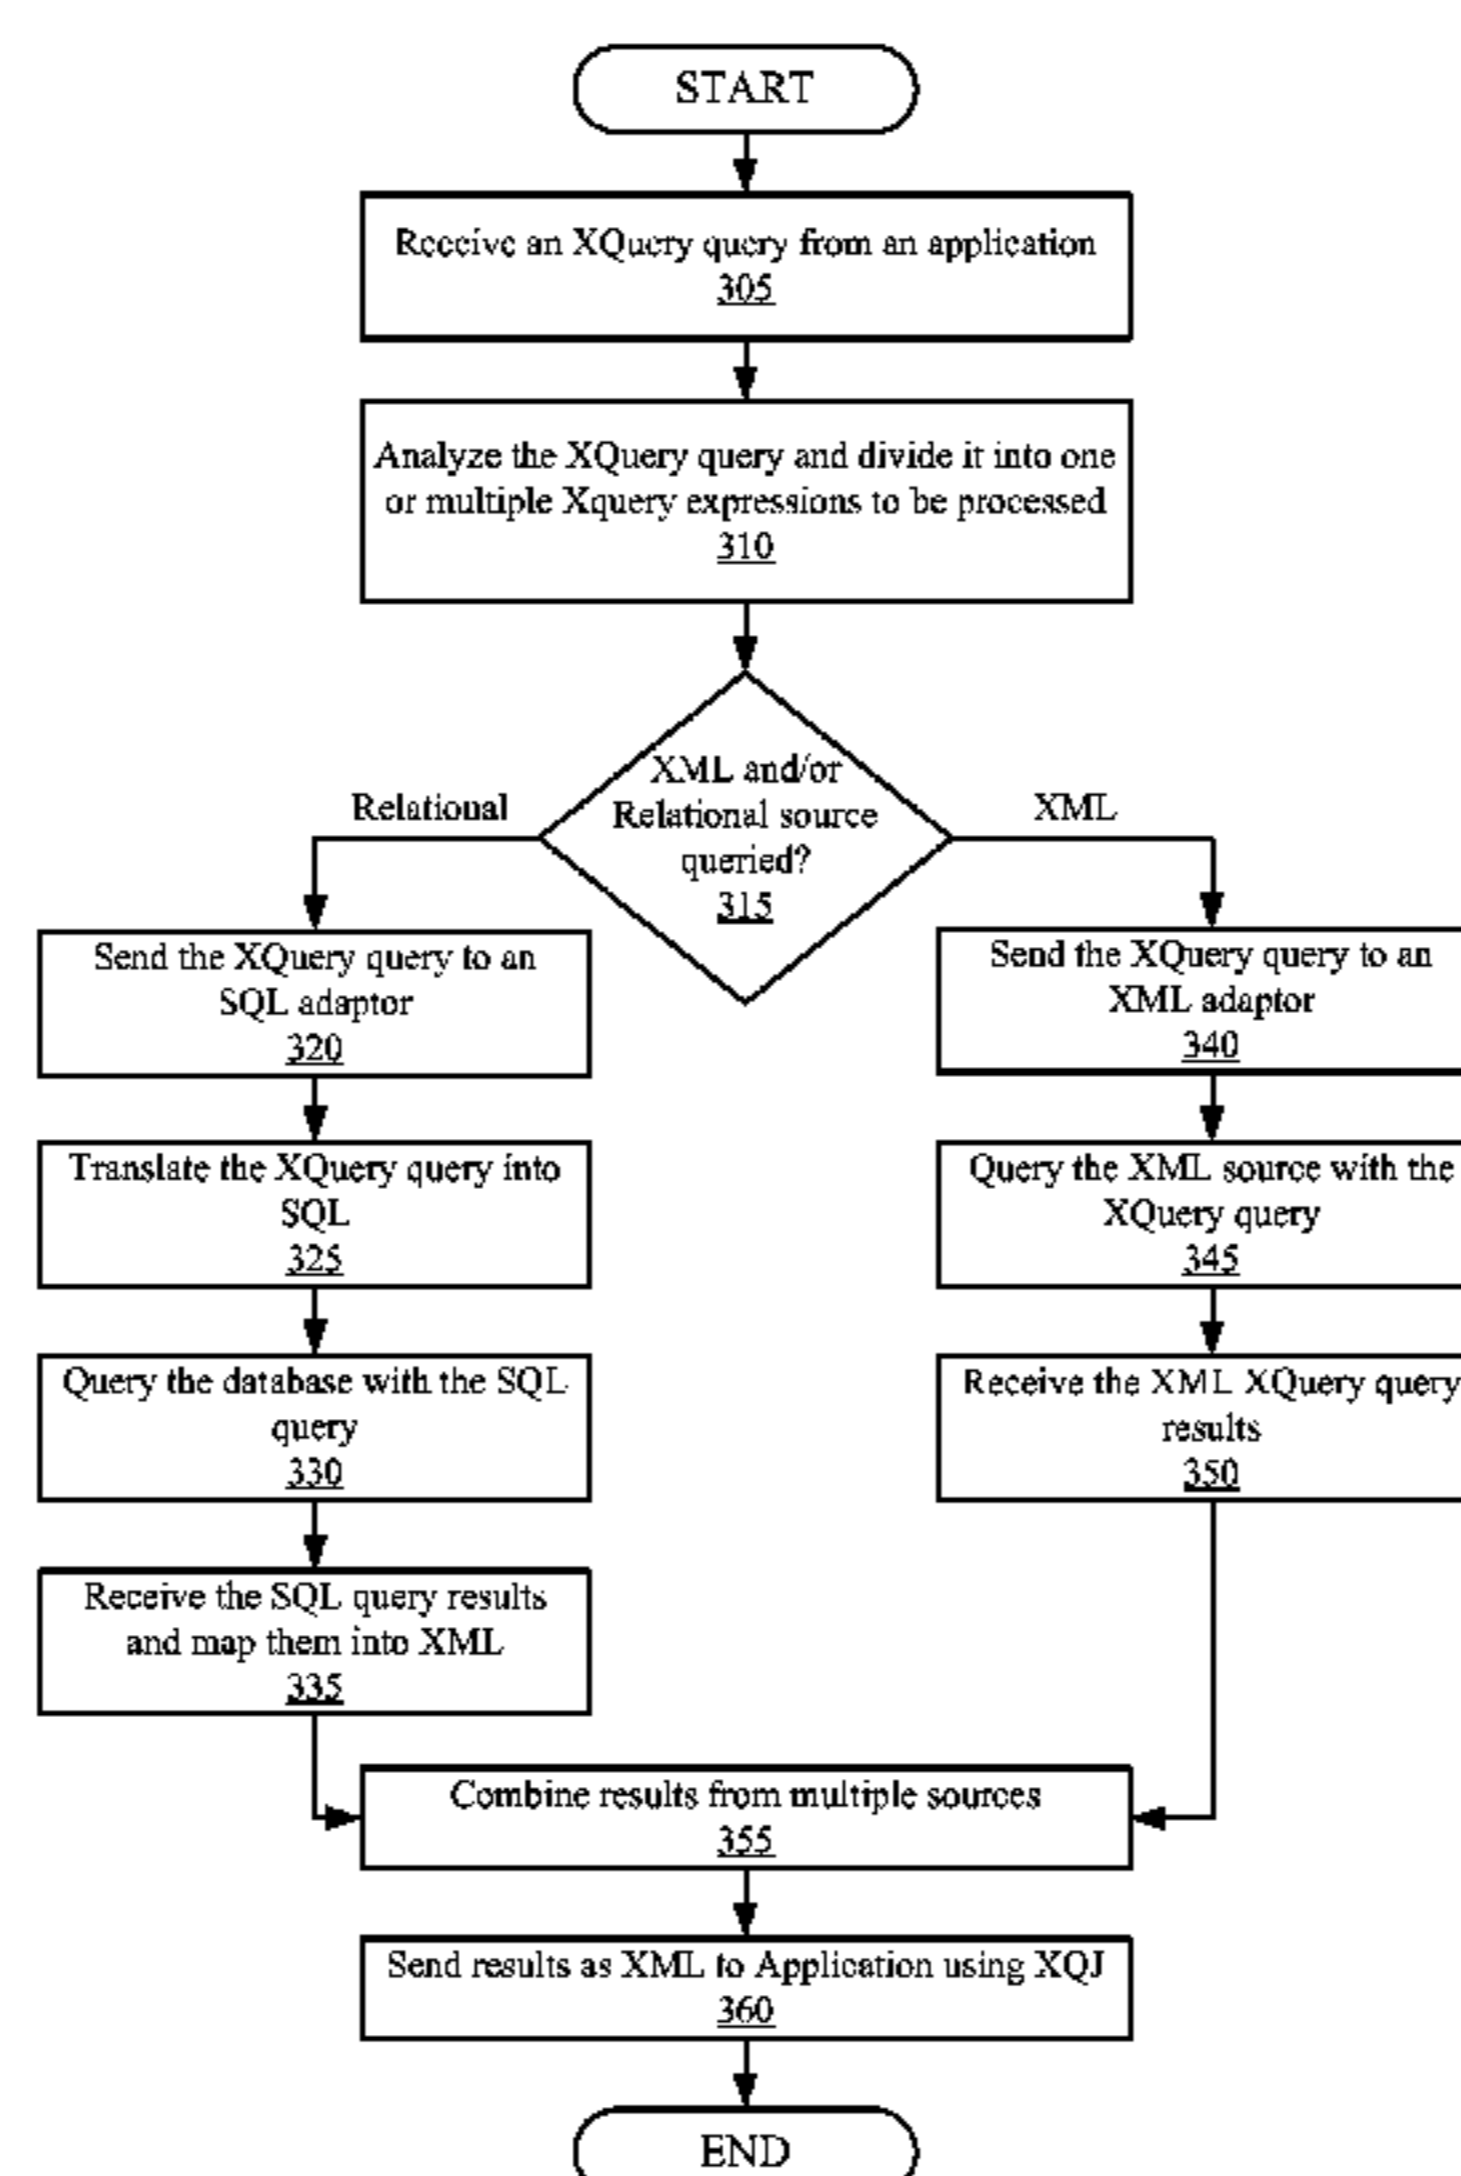 START
Receive an XQuery query from an application
305
Analyze the XQuery query and divide it into one
or multiple Xquery expressions to be processed
310
XML and/or
Relational source
queried?
315
Relational
XML
Send the XQuery query to an
SQL adaptor
320
Translate the XQuery query into
SQL
325
Query the database with the SQL
query
330
Receive the SQL query results
and map them into XML
335
Send the XQuery query to an
XML adaptor
340
Query the XML source with the
XQuery query
345
Receive the XML XQuery query
results
350
Combine results from multiple sources
355
Send results as XML to Application using XQJ
360
END